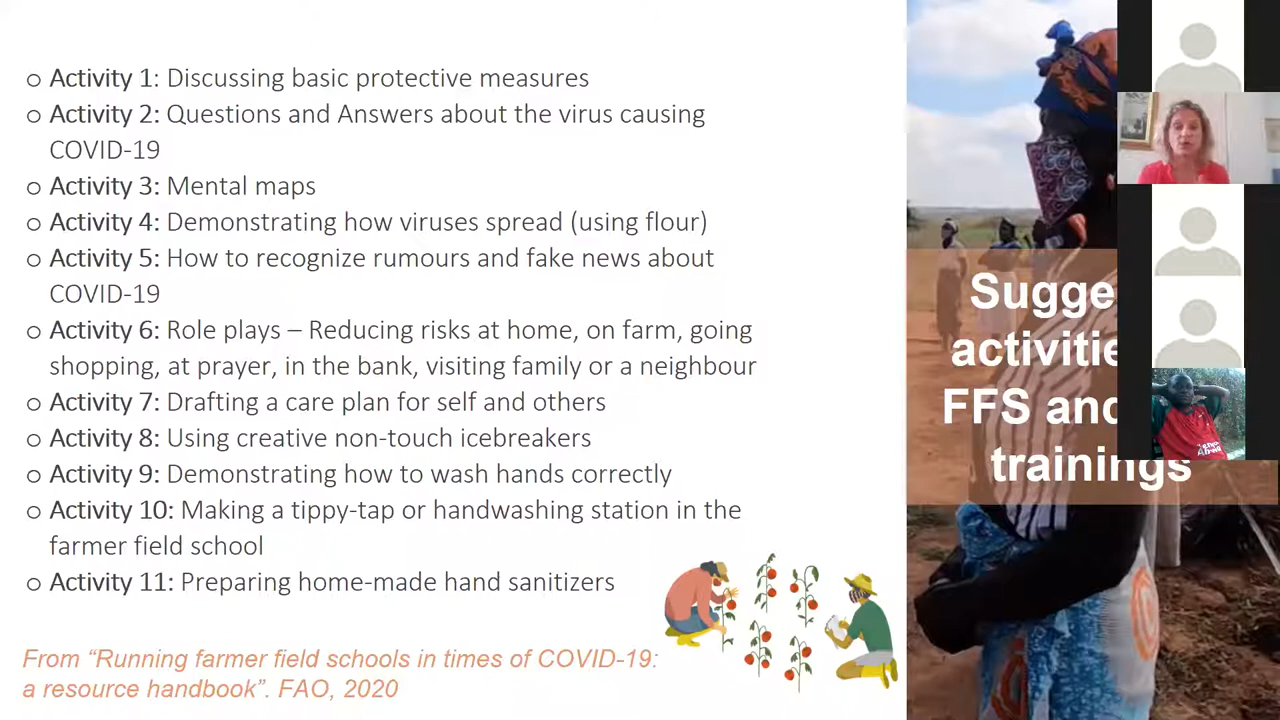 o Activity 1: Discussing basic protective measures
o Activity 2: Questions and Answers about the virus causing
COVID-19
o Activity 3: Mental maps
o Activity 4: Demonstrating how viruses spread (using flour)
o Activity 5: How to recognize rumours and fake news about
COVID-19
o Activity 6: Role plays – Reducing risks at home, on farm, going
shopping, at prayer, in the bank, visiting family or a neighbour
o Activity 7: Drafting a care plan for self and others
o Activity 8: Using creative non-touch icebreakers
o Activity 9: Demonstrating how to wash hands correctly
o Activity 10: Making a tippy-tap or handwashing station in the
farmer field school
o Activity 11: Preparing home-made hand sanitizers
From “Running farmer field schools in times of COVID-19:
a resource handbook”. FAO, 2020
Sugge
activitie
FFS and
trainings